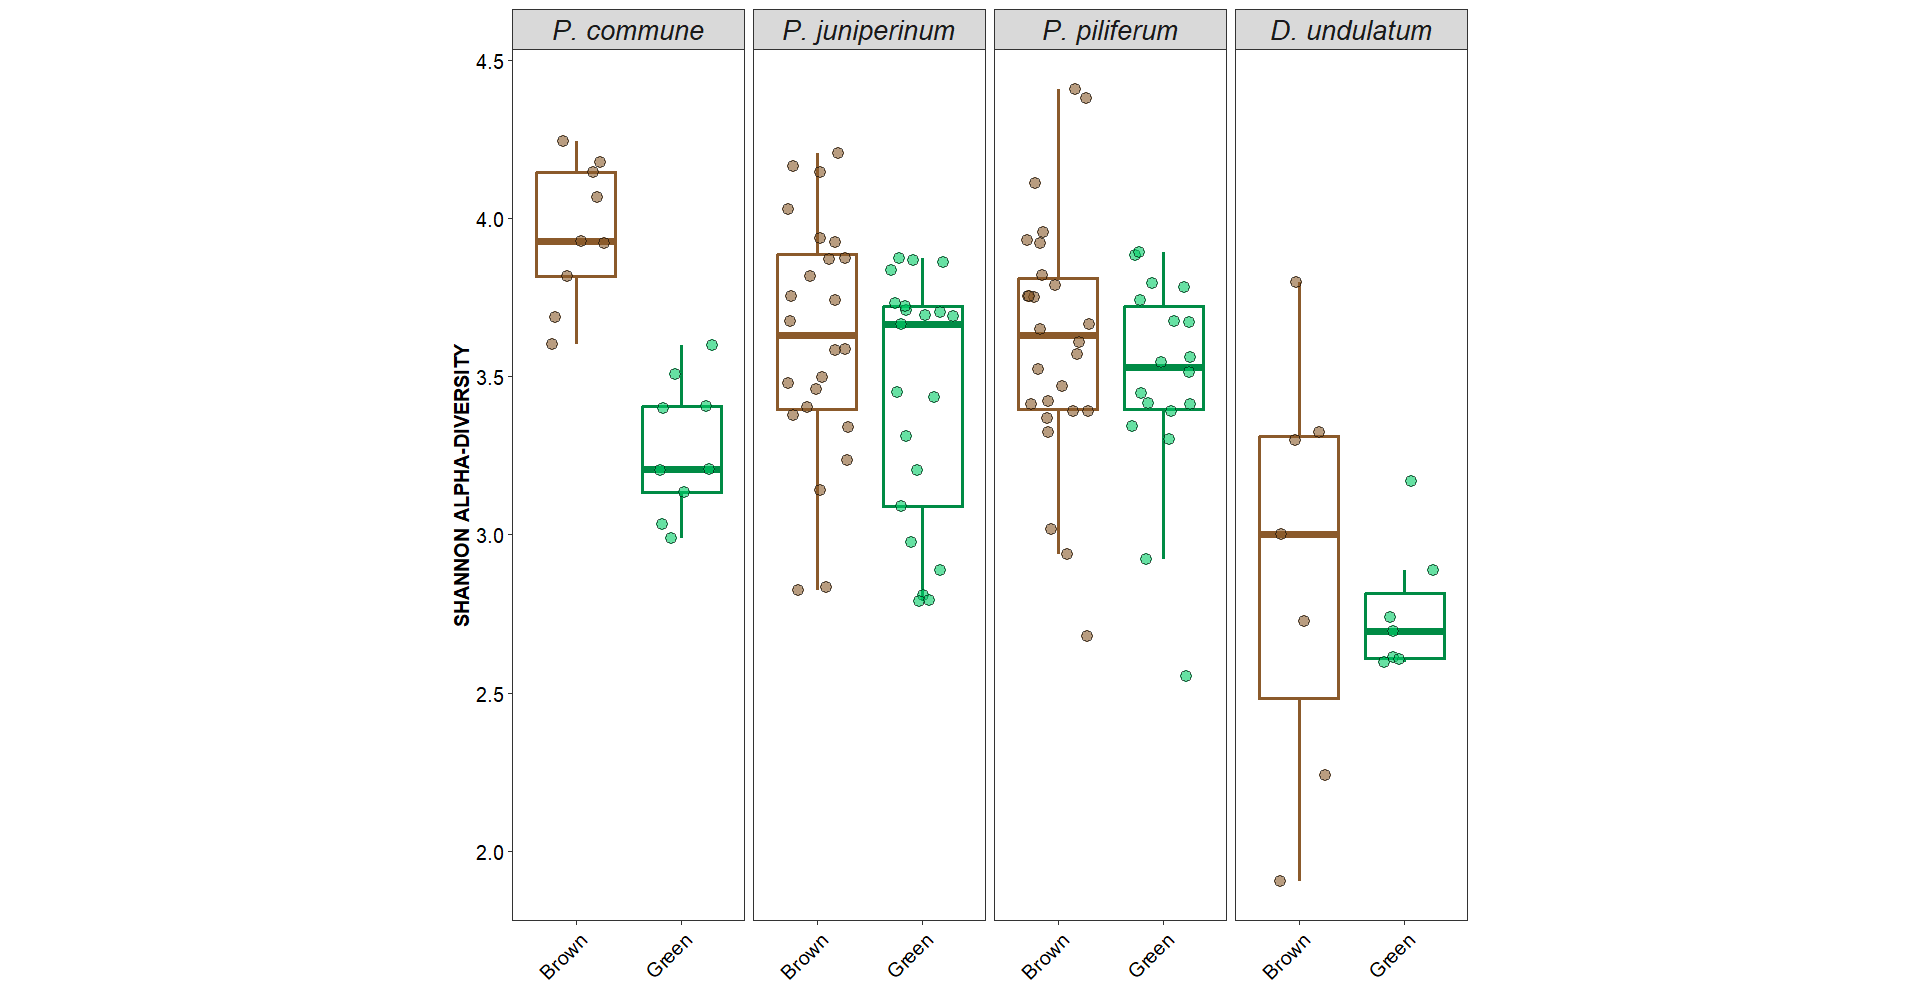 P. commune
P. juniperinum
P. piliferum
D. undulatum
SHANNON ALPHA-DIVERSITY
4.5
4.0
3.5
3.0
2.5
2.0
Brown
Green
Brown
Green
Brown
Green
Brown
Green